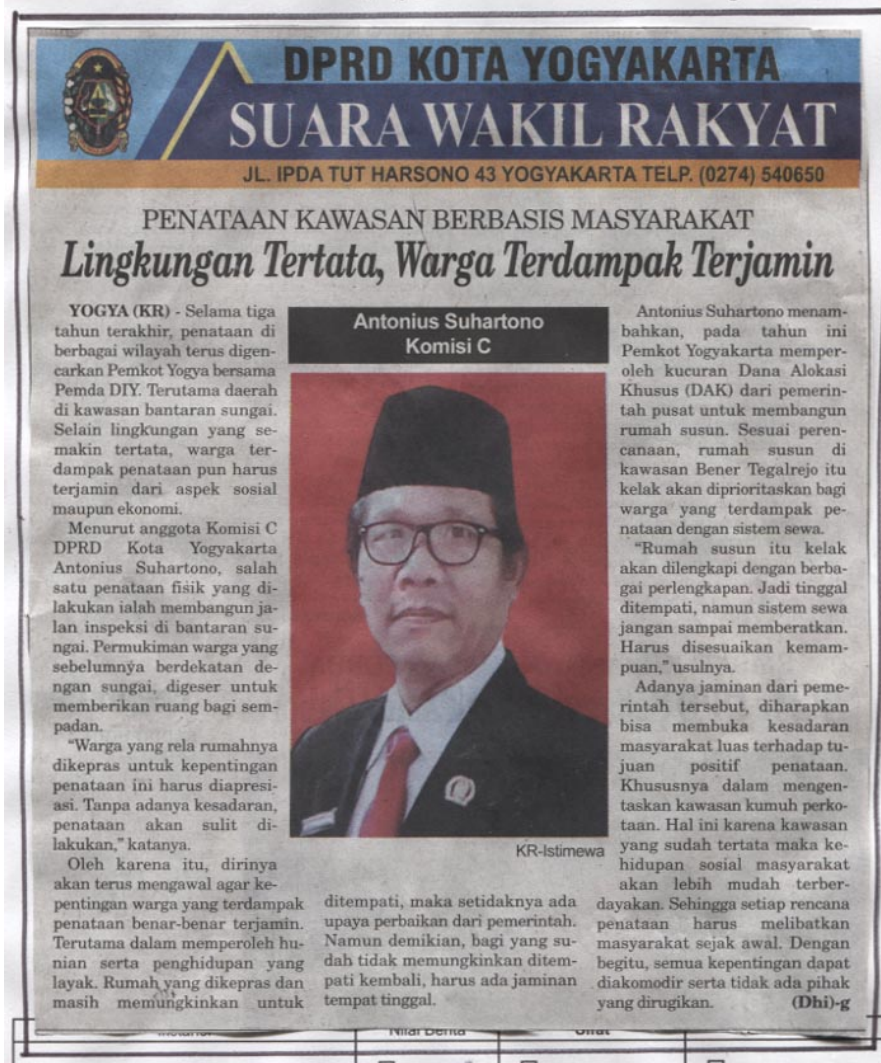 DPRD KOTA YOGYAKARTA
SUARA WAKIL RAKYAT
JL. IPDA TUT HARSONO 43 YOGYAKARTA TELP. (0274) 540650
PENATAAN KAWASAN BERBASIS MASYARAKAT
Lingkungan Tertata, Warga Terdampak Terjamin
YOGYA (KR) - Selama tiga
tahun terakhir, penataan di
berbagai wilayah terus digen-
carkan Pemkot Yogya bersama
Pemda DIY. Terutama daerah
di kawasan bantaran sungai.
Selain lingkungan yang se-
makin tertata, warga ter-
dampak penataan pun harus
terjamin dari aspek sosial
maupun ekonomi.
Menurut anggota Komisi C
DPRD Kota Yogyakarta
Antonius Suhartono, salah
satu penataan fisik yang di-
lakukan ialah membangun ja-
lan inspeksi di bantaran su-
ngai. Permukiman warga yang
sebelumnya berdekatan de-
ngan sungai, digeser untuk
memberikan ruang bagi sem-
padan.
“Warga yang rela rumahnya
dikepras untuk kepentingan
penataan ini harus diapresi-
asi. Tanpa adanya kesadaran,
penataan akan sulit di-
lakukan,” katanya.
Oleh karena itu, dirinya
akan terus mengawal agar ke-
pentingan warga yang terdampak
penataan benar-benar terjamin.
Terutama dalam memperoleh hu-
nian serta penghidupan yang
layak. Rumah yang dikepras dan
masih memungkinkan untuk
Antonius Suhartono
Komisi C
KR-Istimewa
ditempati, maka setidaknya ada
upaya perbaikan dari pemerintah.
Namun demikian, bagi yang su-
dah tidak memungkinkan ditem-
pati kembali, harus ada jaminan
tempat tinggal.
Antonius Suhartono menam-
bahkan, pada tahun ini
Pemkot Yogyakarta memper-
oleh kucuran Dana Alokasi
Khusus (DAK) dari pemerin-
tah pusat untuk membangun
rumah susun. Sesuai peren-
canaan, rumah susun di
kawasan Bener Tegalrejo itu
kelak akan diprioritaskan bagi
warga yang terdampak pe-
nataan dengan sistem sewa.
“Rumah susun itu kelak
akan dilengkapi dengan berba-
gai perlengkapan. Jadi tinggal
ditempati, namun sistem sewa
jangan sampai memberatkan.
Harus disesuaikan kemam-
puan,” usulnya.
Adanya jaminan dari peme-
rintah tersebut, diharapkan
bisa membuka kesadaran
masyarakat luas terhadap tu-
juan positif penataan.
Khususnya dalam mengen-
taskan kawasan kumuh perko-
taan. Hal ini karena kawasan
yang sudah tertata maka ke-
hidupan sosial masyarakat
akan lebih mudah terber-
dayakan. Sehingga setiap rencana
penataan harus melibatkan
masyarakat sejak awal. Dengan
begitu, semua kepentingan dapat
diakomodir serta tidak ada pihak
yang dirugikan. (Dhi)-g
Nilai Berita